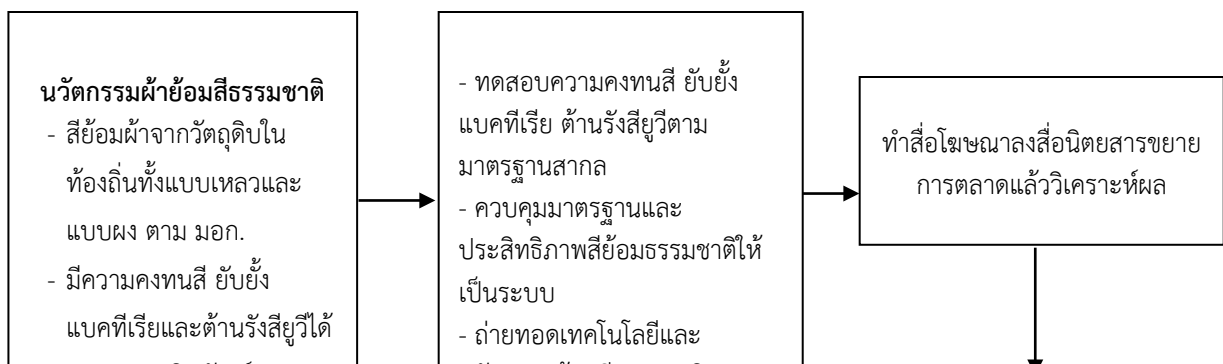 นวัตกรรมผ้าย้อมสีธรรมชาติ
- สีย้อมผ้าจากวัตถุดิบใน
ท้องถิ่นทั้งแบบเหลวและ
แบบผง ตาม มอก.
- มีความคงทนสี ยับยั้ง
แบคทีเรียและต้านรังสียูวีได้
- ทดสอบความคงทนสี ยับยั้ง
แบคทีเรีย ต้านรังสียูวีตาม
มาตรฐานสากล
- ควบคุมมาตรฐานและ
ประสิทธิภาพสีย้อมธรรมชาติให้
เป็นระบบ
- ถ่ายทอดเทคโนโลยีและ
ทำสื่อโฆษณาลงสื่อนิตยสารขยาย
การตลาดแล้ววิเคราะห์ผล